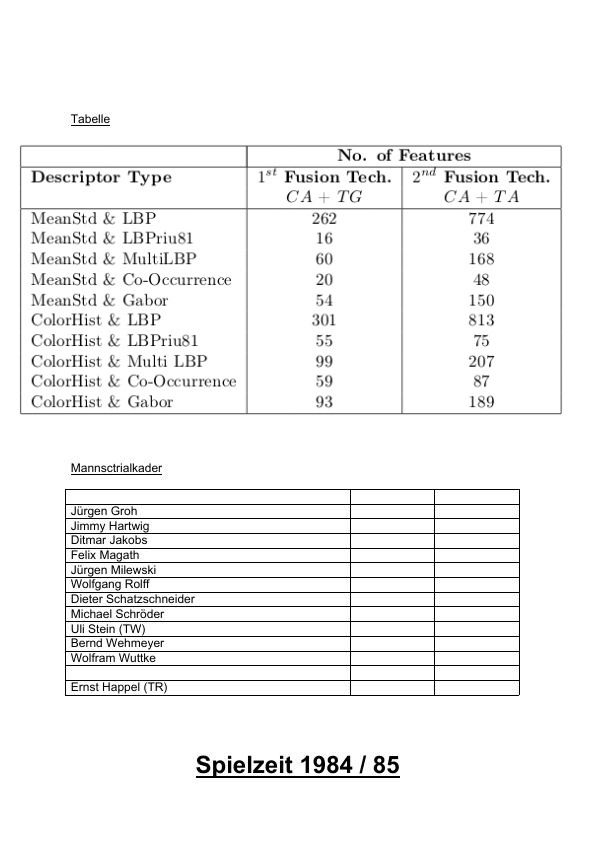 Tabelle
No. of Features
Descriptor Type 1st Fusion Tech. 2nd Fusion Tech.
CA + TG CA + TA
MeanStd & LBP 262 774
MeanStd & LBPriu81 16 36
MeanStd & MultiLBP 60 168
MeanStd & Co-Occurrence 20 48
MeanStd & Gabor 54 150
ColorHist & LBP 301 813
ColorHist & LBPriu81 55 75
ColorHist & Multi LBP 99 207
ColorHist & Co-Occurrence 59 87
ColorHist & Gabor 93 189
Mannsctrialkader
Jürgen Groh
Jimmy Hartwig
Ditmar Jakobs
Felix Magath
Jürgen Milewski
Wolfgang Rolff
Dieter Schatzschneider
Michael Schröder
Uli Stein (TW)
Bernd Wehmeyer
Wolfram Wuttke
Ernst Happel (TR)
Spielzeit 1984 / 85